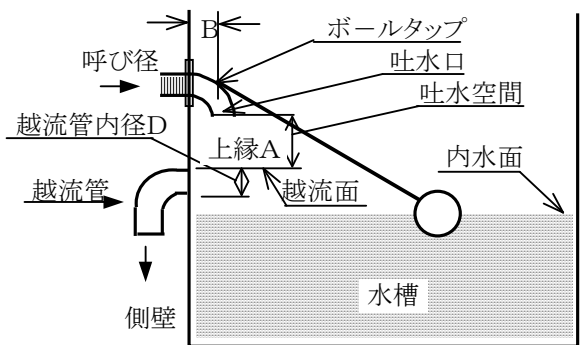 B
ボールタップ
呼び径
吐水口
吐水空間
越流管内径D
上縁A
内水面
越流管
越流面
水槽
側壁